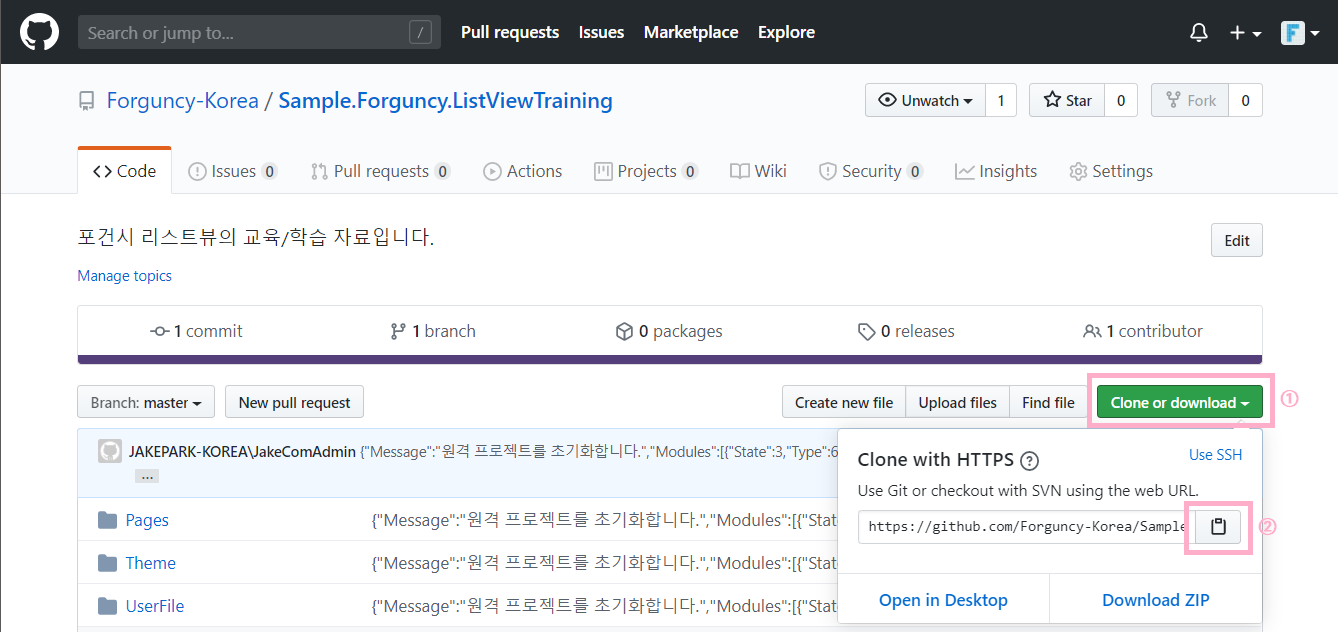 Search or jump to... / Pull requests Issues Marketplace Explore
Forguncy-Korea / Sample.Forguncy.ListViewTraining Unwatch 1 Star 0 Fork 0
Code Issues 0 Pull requests 0 Actions Projects 0 Wiki Security 0 Insights Settings
포건시 리스트뷰의 교육/학습 자료입니다. Edit
Manage topics
1 commit 1 branch 0 packages 0 releases 1 contributor
Branch: master New pull request Create new file Upload files Find file Clone or download ①
JAKEPARK-KOREA\JakeComAdmin {"Message":"원격 프로젝트를 초기화합니다.","Modules":[{"State":3,"Type":6
...
Clone with HTTPS ? Use SSH
Use Git or checkout with SVN using the web URL.
https://github.com/Forguncy-Korea/Sample ②
Open in Desktop Download ZIP
Pages {"Message":"원격 프로젝트를 초기화합니다.","Modules":[{"Stat
Theme {"Message":"원격 프로젝트를 초기화합니다.","Modules":[{"Stat
UserFile {"Message":"원격 프로젝트를 초기화합니다.","Modules":[{"Stat